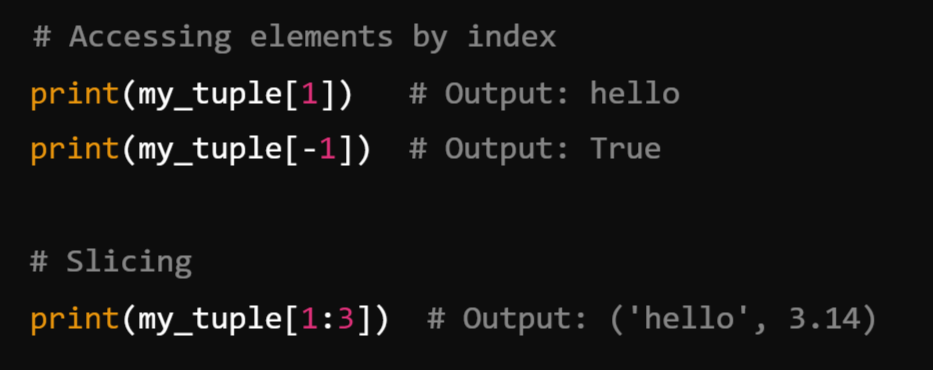 # Accessing elements by index
print(my_tuple[1])   # Output: hello
print(my_tuple[-1])  # Output: True
# Slicing
print(my_tuple[1:3])  # Output: ('hello', 3.14)